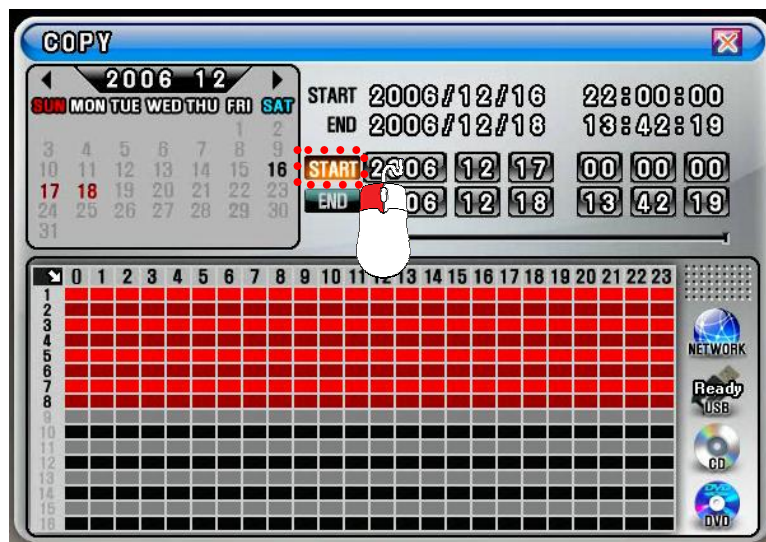 COPY
2006 12
SUN MON TUE WED THU FRI SAT
1 2
3 4 5 6 7 8 9
10 11 12 13 14 15 16
17 18 19 20 21 22 23
24 25 26 27 28 29 30
31
START 2006/12/16 22:00:00
END 2006/12/18 13:42:19
START 2006 12 17 00 00 00
END 06 12 18 13 42 19
0 1 2 3 4 5 6 7 8 9 10 11 12 13 14 15 16 17 18 19 20 21 22 23
1
2
3
4
5
6
7
8
9
10
11
12
13
14
15
16
NETWORK
Ready
USB
CD
DVD
DVD